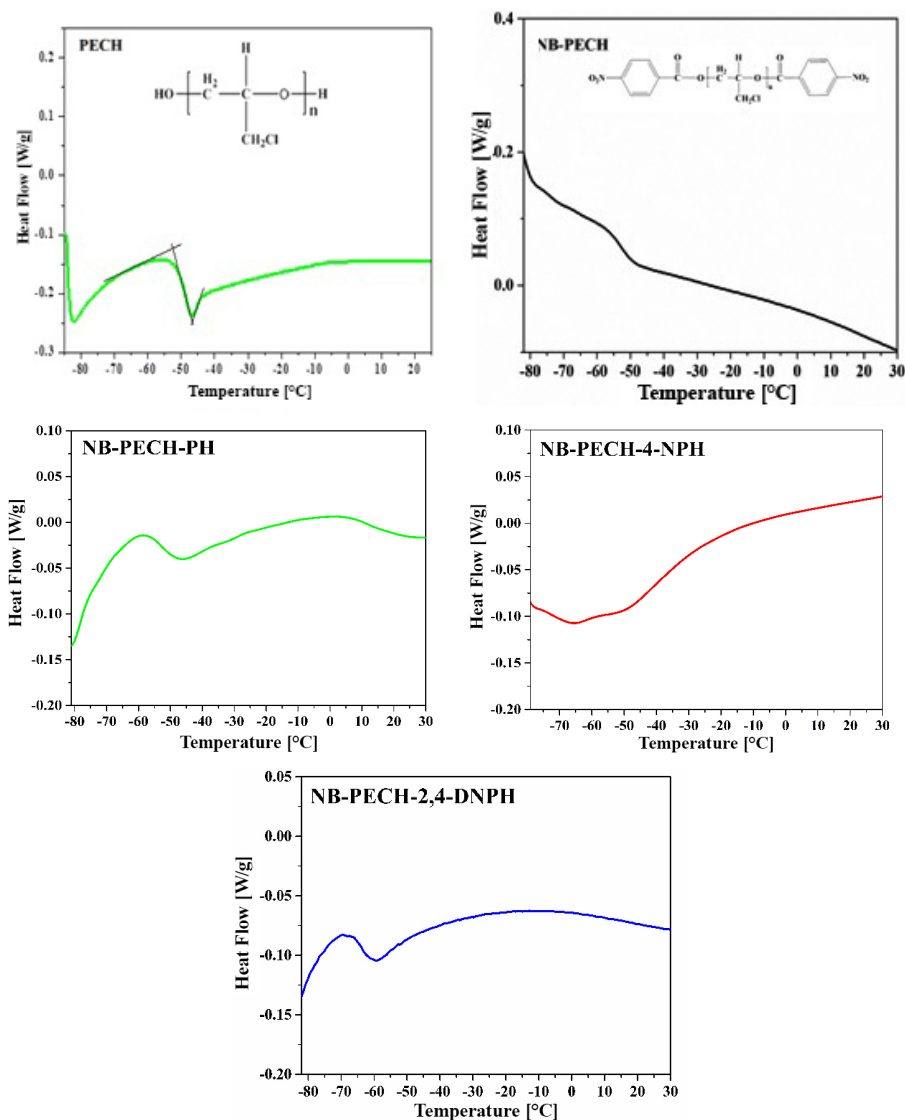 PECH
H
H₂
HO C C O H
n
CH₂Cl
0.2
0.1
0.0
-0.1
-0.2
-0.3
Heat Flow [W/g]
-80 -70 -60 -50 -40 -30 -20 -10 0 10 20
Temperature [°C]
NB-PECH
O H₂ H O
O₂N C O C C O C NO₂
n
CH₂Cl
0.4
0.2
0.0
Heat Flow [W/g]
-80 -70 -60 -50 -40 -30 -20 -10 0 10 20 30
Temperature [°C]
NB-PECH-PH
0.10
0.05
0.00
-0.05
-0.10
-0.15
-0.20
Heat Flow [W/g]
-80 -70 -60 -50 -40 -30 -20 -10 0 10 20 30
Temperature [°C]
NB-PECH-4-NPH
0.10
0.05
0.00
-0.05
-0.10
-0.15
-0.20
Heat Flow [W/g]
-70 -60 -50 -40 -30 -20 -10 0 10 20 30
Temperature [°C]
NB-PECH-2,4-DNPH
0.05
0.00
-0.05
-0.10
-0.15
-0.20
Heat Flow [W/g]
-80 -70 -60 -50 -40 -30 -20 -10 0 10 20 30
Temperature [°C]